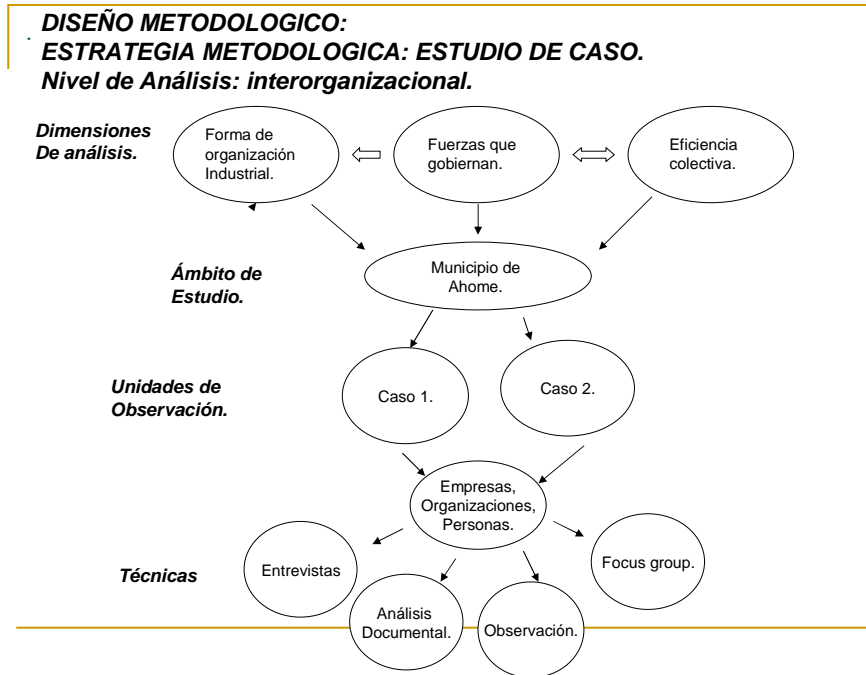 DISEÑO METODOLOGICO:
ESTRATEGIA METODOLOGICA: ESTUDIO DE CASO.
Nivel de Análisis: interorganizacional.
Dimensiones
De análisis.
Forma de
organización
Industrial.
Fuerzas que
gobiernan.
Eficiencia
colectiva.
Ámbito de
Estudio.
Municipio de
Ahome.
Unidades de
Observación.
Caso 1.
Caso 2.
Empresas,
Organizaciones,
Personas.
Técnicas
Entrevistas
Análisis
Documental.
Observación.
Focus group.